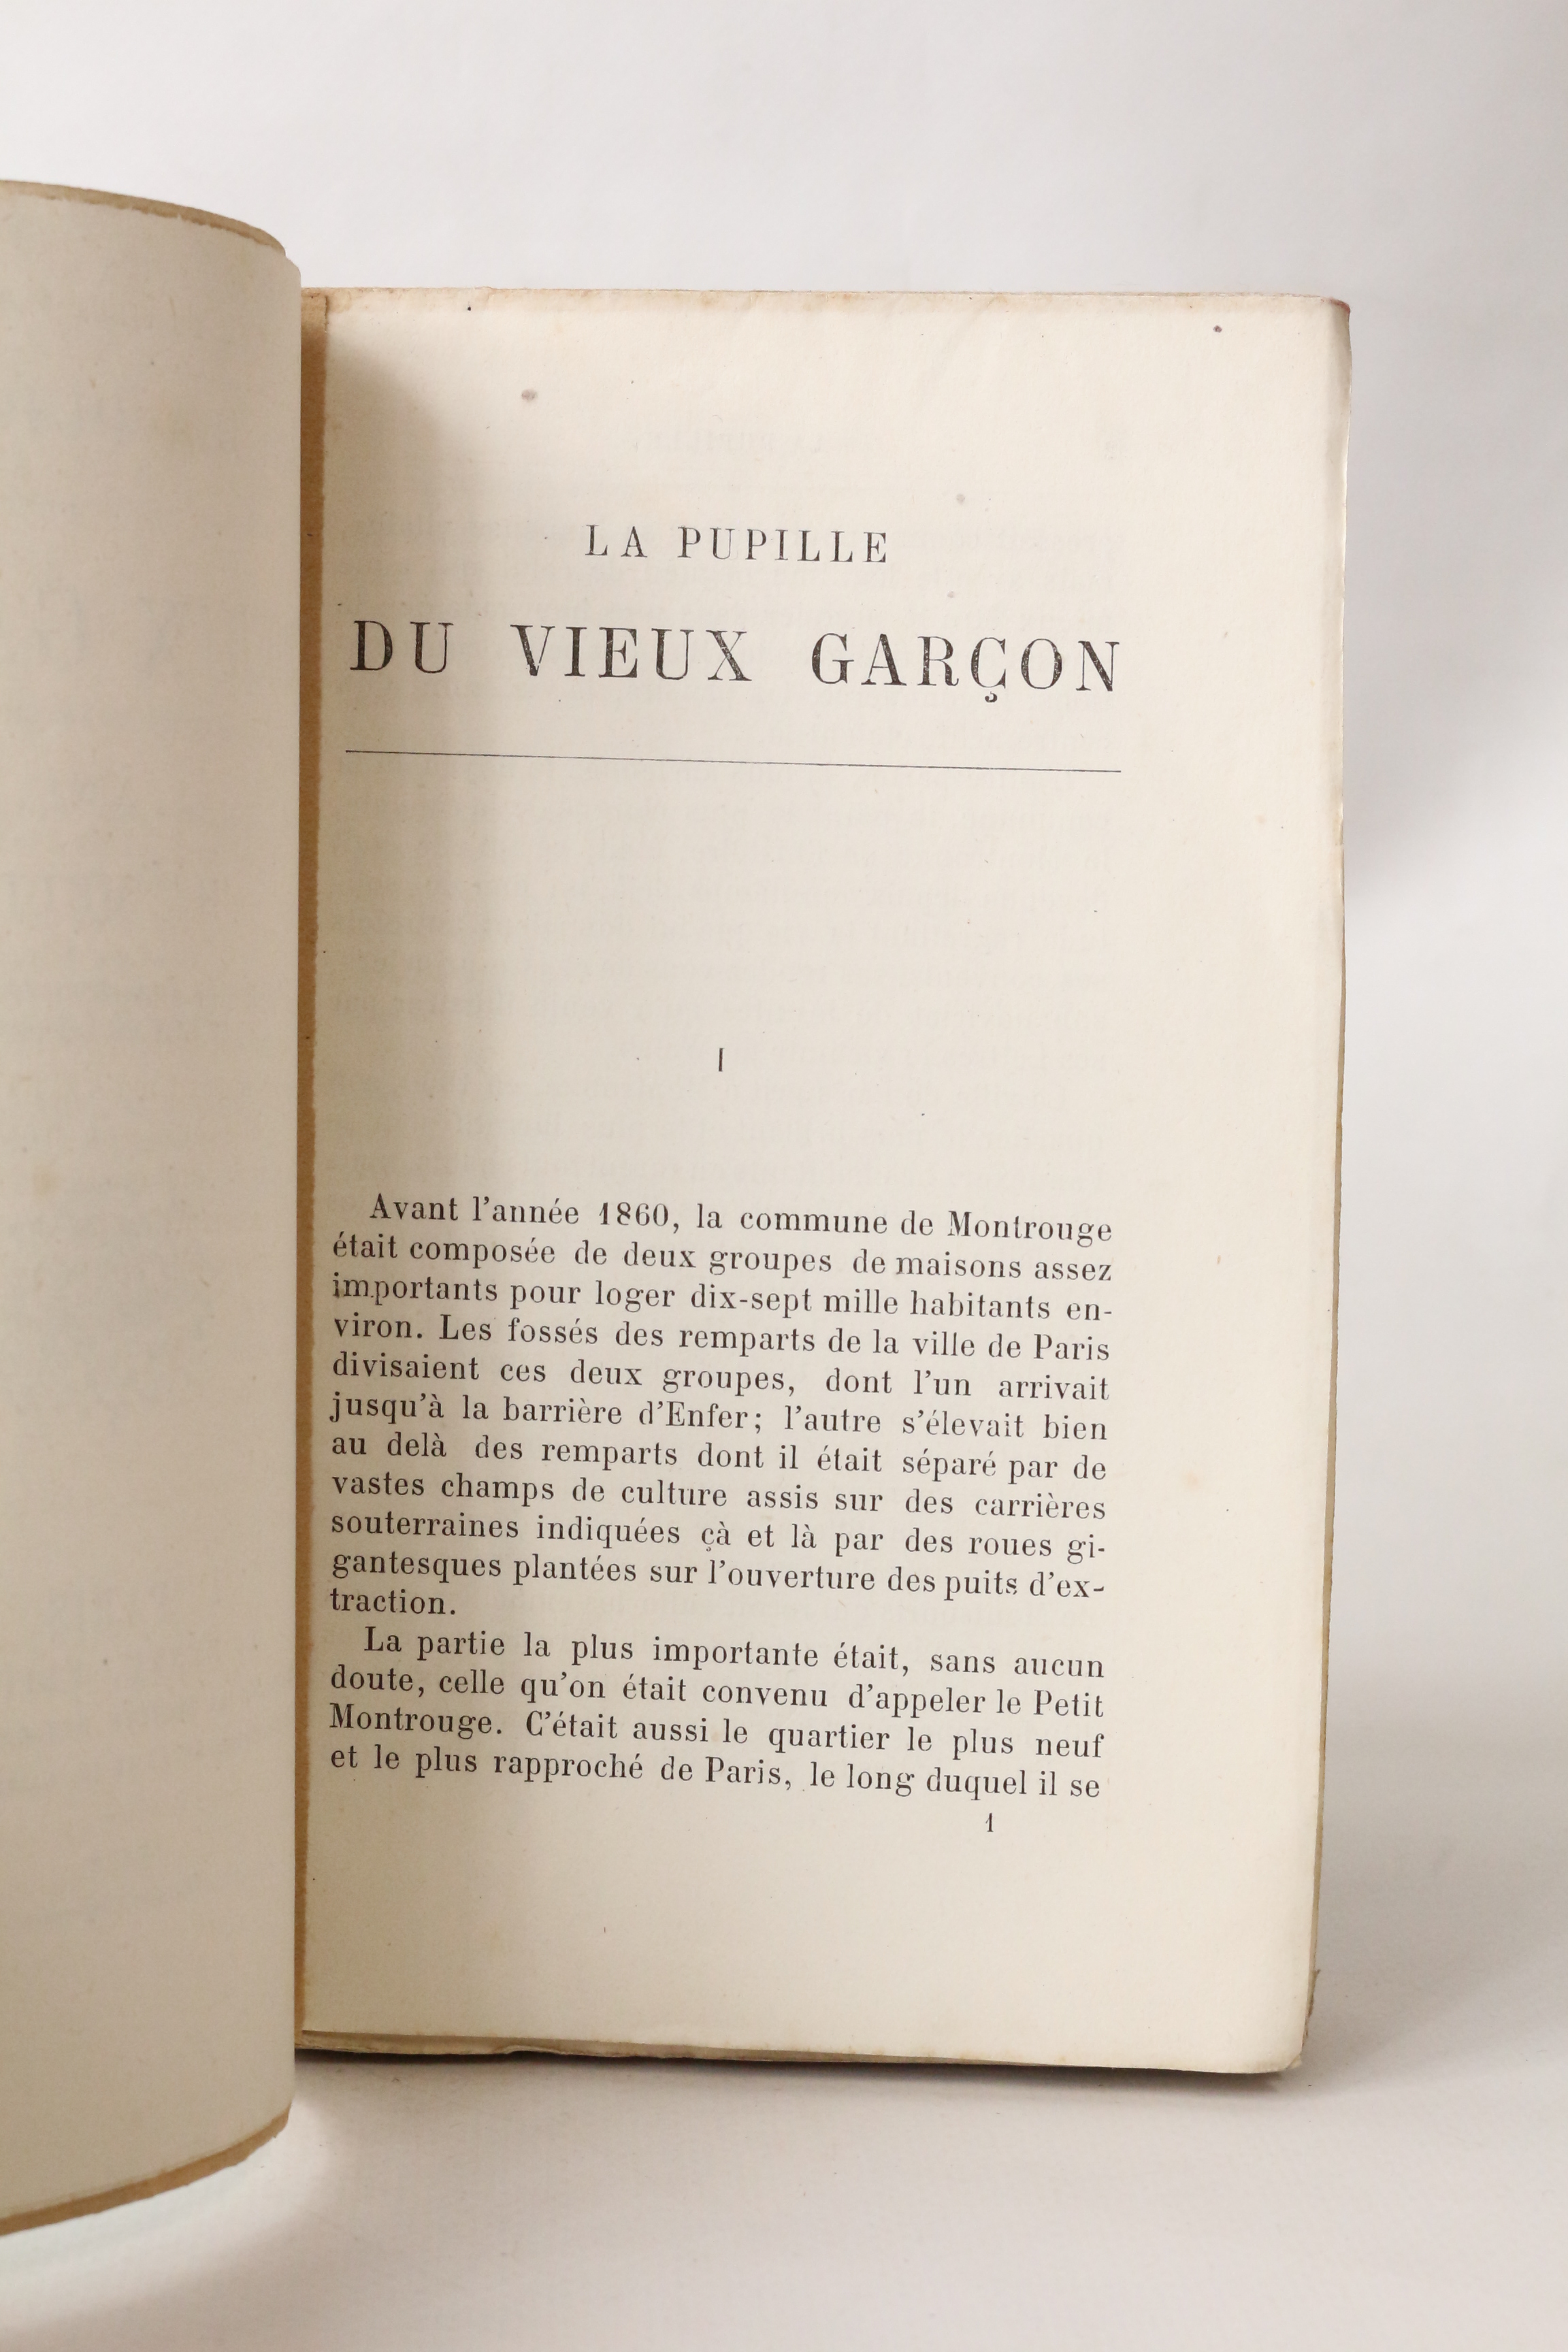 LA PUPILLE
DU VIEUX GARÇON
I
Avant l'année 1860, la commune de Montrouge
était composée de deux groupes de maisons assez
importants pour loger dix-sept mille habitants en-
viron. Les fossés des remparts de la ville de Paris
divisaient ces deux groupes, dont l'un arrivait
jusqu'à la barrière d'Enfer; l'autre s'élevait bien
au delà des remparts dont il était séparé par de
vastes champs de culture assis sur des carrières
souterraines indiquées çà et là par des roues gi-
gantesques plantées sur l'ouverture des puits d'ex-
traction.
La partie la plus importante était, sans aucun
doute, celle qu'on était convenu d'appeler le Petit
Montrouge. C'était aussi le quartier le plus neuf
et le plus rapproché de Paris, le long duquel il se
1